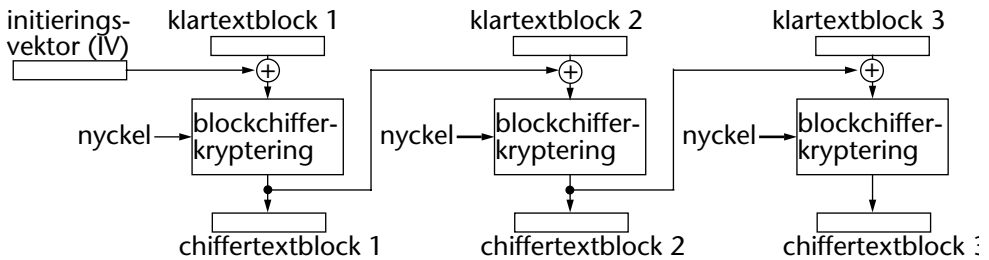 initierings-
vektor (IV)
klartextblock 1
klartextblock 2
klartextblock 3
nyckel
blockchiffer-
kryptering
nyckel
blockchiffer-
kryptering
nyckel
blockchiffer-
kryptering
chiffertextblock 1
chiffertextblock 2
chiffertextblock 3